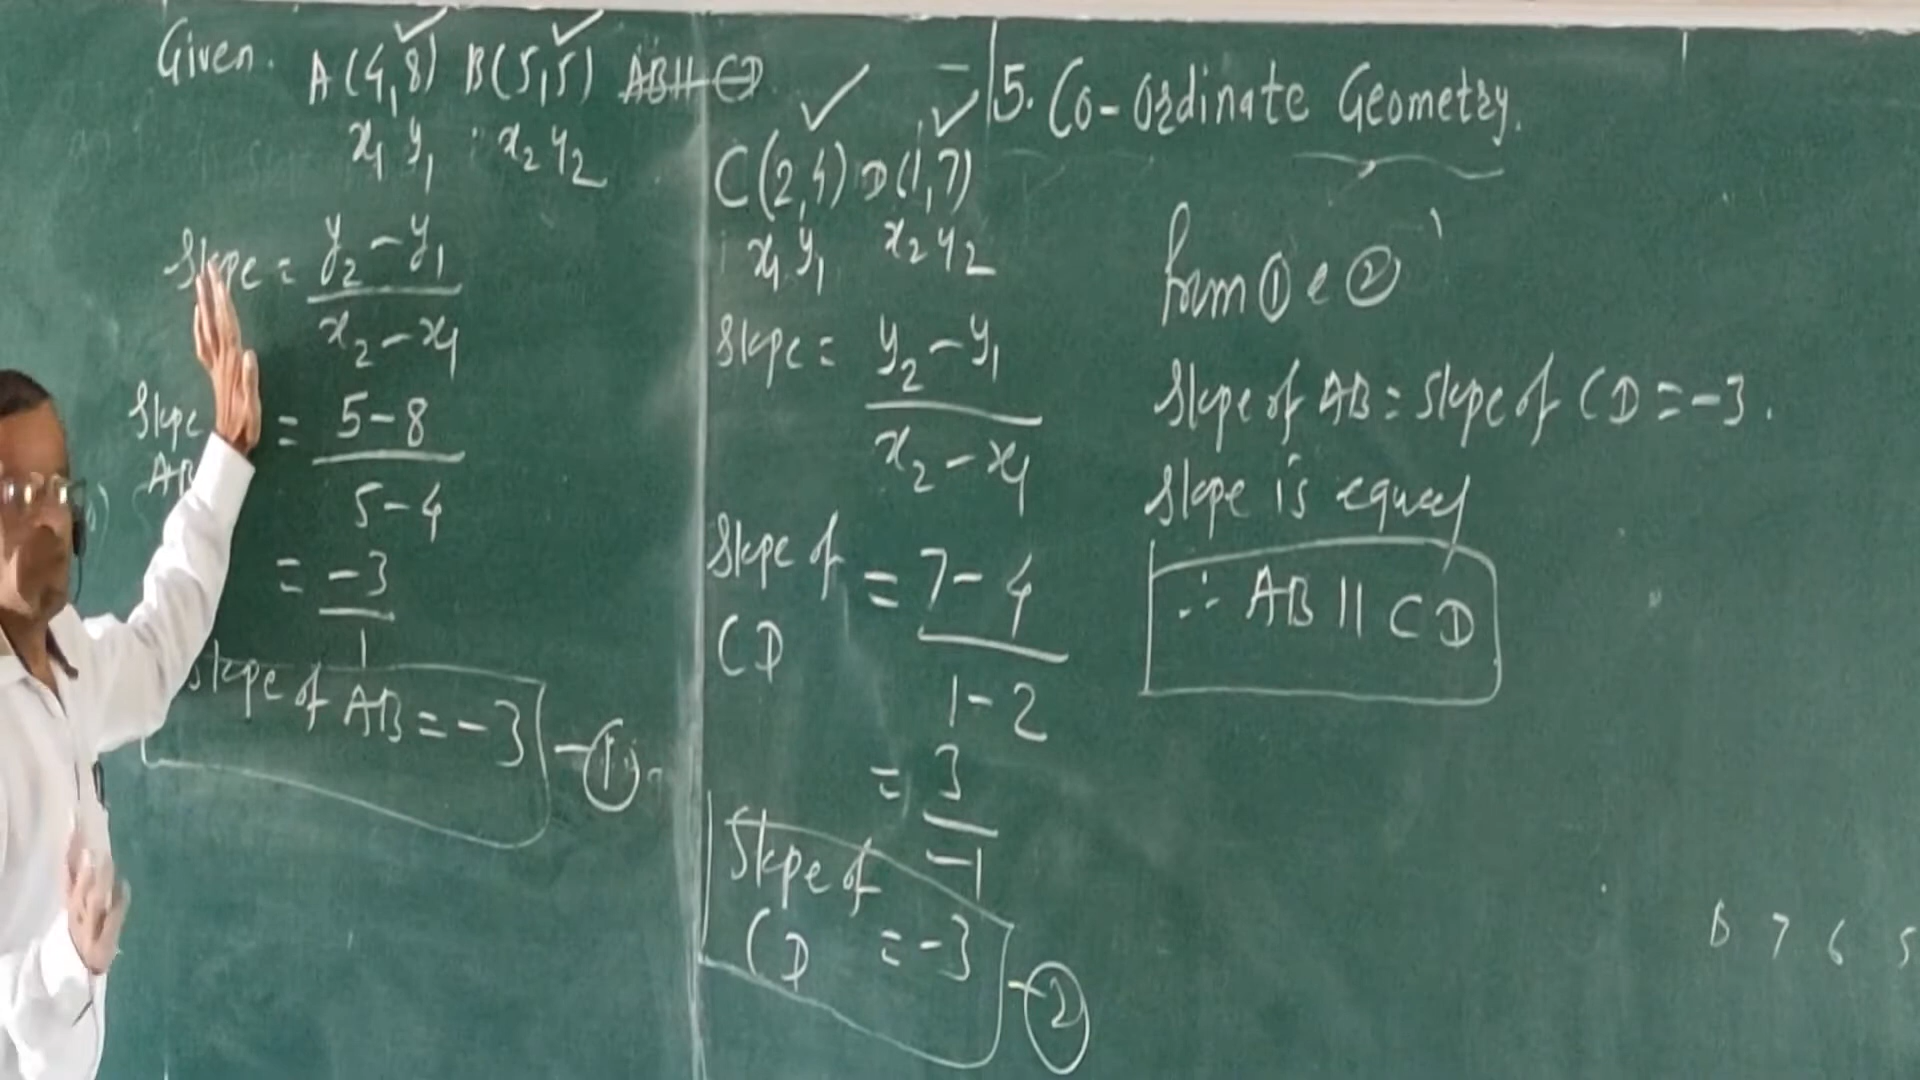 Given. A(4,8) B(5,5) AB || CD
x1 y1 x2 y2
Slope = y2 - y1
x2 - x1
Slope = 5 - 8
AB
5 - 4
= -3
1
Slope of AB = -3 - ①
C(2,4) D(1,7)
x1 y1 x2 y2
Slope = y2 - y1
x2 - x1
Slope of = 7 - 4
CD
1 - 2
= 3
-1
Slope of
CD = -3 - ②
5. Co-Ordinate Geometry.
from ① & ②
Slope of AB = Slope of CD = -3.
Slope is equal
∴ AB || CD
7 6 5